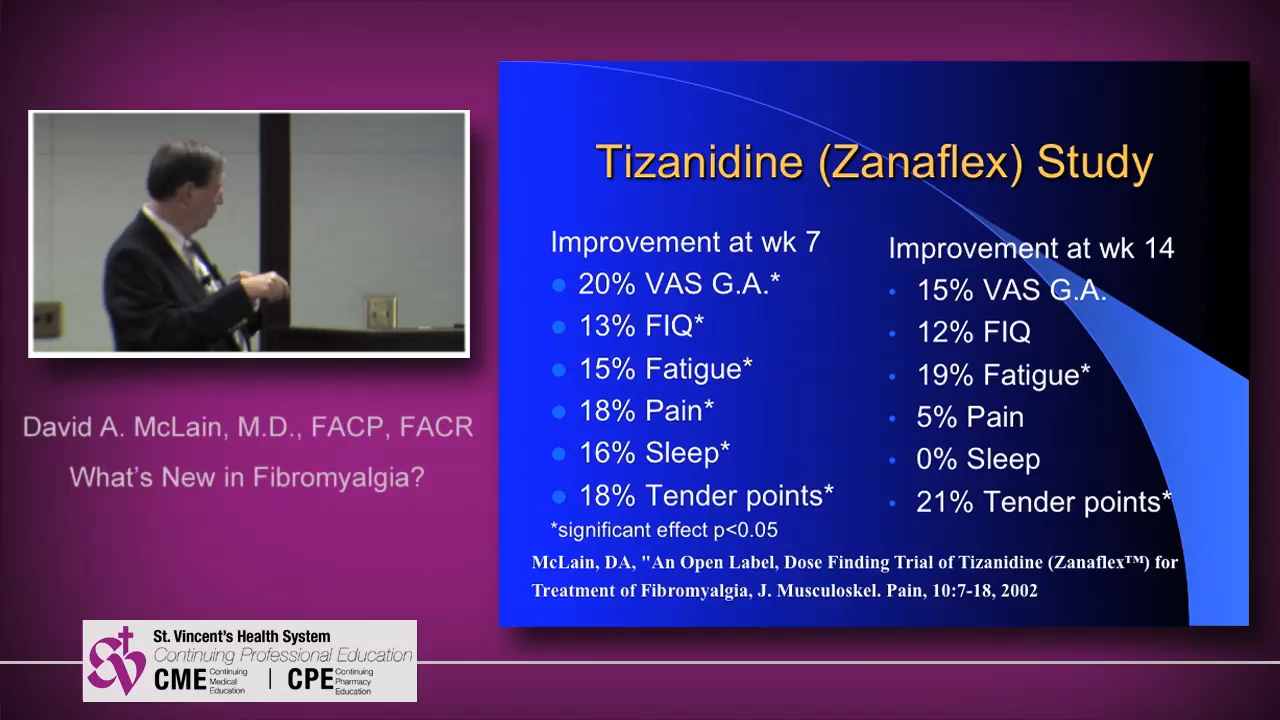 Tizanidine (Zanaflex) Study
Improvement at wk 7
20% VAS G.A.*
13% FIQ*
15% Fatigue*
18% Pain*
16% Sleep*
18% Tender points*
*significant effect p<0.05
Improvement at wk 14
15% VAS G.A.
12% FIQ
19% Fatigue*
5% Pain
0% Sleep
21% Tender points*
McLain, DA, "An Open Label, Dose Finding Trial of Tizanidine (Zanaflex™) for
Treatment of Fibromyalgia, J. Musculoskel. Pain, 10:7-18, 2002
David A. McLain, M.D., FACP, FACR
What's New in Fibromyalgia?
St. Vincent's Health System
Continuing Professional Education
CME Continuing Medical Education | CPE Continuing Pharmacy Education